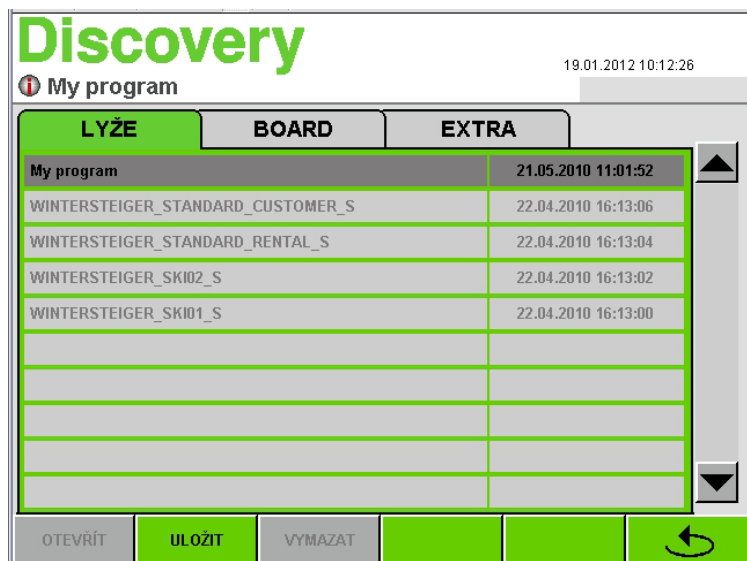 Discovery
19.01.2012 10:12:26
My program
LYŽE BOARD EXTRA
My program 21.05.2010 11:01:52
WINTERSTEIGER_STANDARD_CUSTOMER_S 22.04.2010 16:13:06
WINTERSTEIGER_STANDARD_RENTAL_S 22.04.2010 16:13:04
WINTERSTEIGER_SKI02_S 22.04.2010 16:13:02
WINTERSTEIGER_SKI01_S 22.04.2010 16:13:00
OTEVŘÍT ULOŽIT VYMAZAT